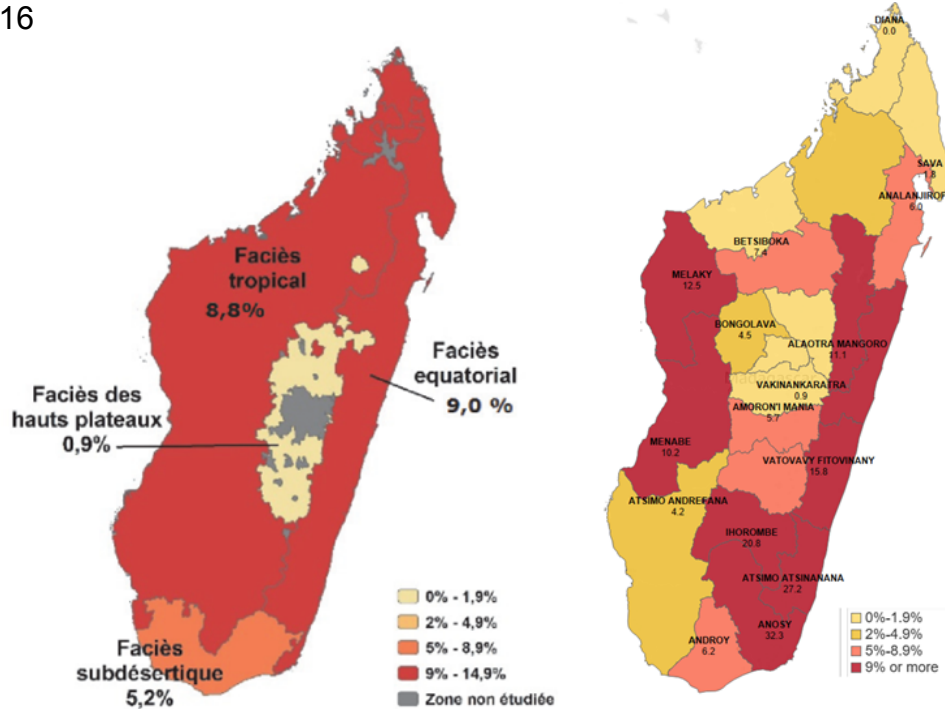 16
Faciès
tropical
8,8%
Faciès
equatorial
9,0 %
Faciès des
hauts plateaux
0,9%
Faciès
subdésertique
5,2%
0% - 1,9%
2% - 4,9%
5% - 8,9%
9% - 14,9%
Zone non étudiée
DIANA
0.0
SAVA
1.8
ANALANJIROF
6.0
BETSIBOKA
7.4
MELAKY
12.5
BONGOLAVA
4.5
ALAOTRA MANGORO
11.1
VAKINANKARATRA
0.9
AMORON'I MANIA
5.7
MENABE
10.2
VATOVAVY FITOVINANY
15.8
ATSIMO ANDREFANA
4.2
IHOROMBE
20.8
ATSIMO ATSINANANA
27.2
ANOSY
32.3
ANDROY
6.2
0%-1.9%
2%-4.9%
5%-8.9%
9% or more